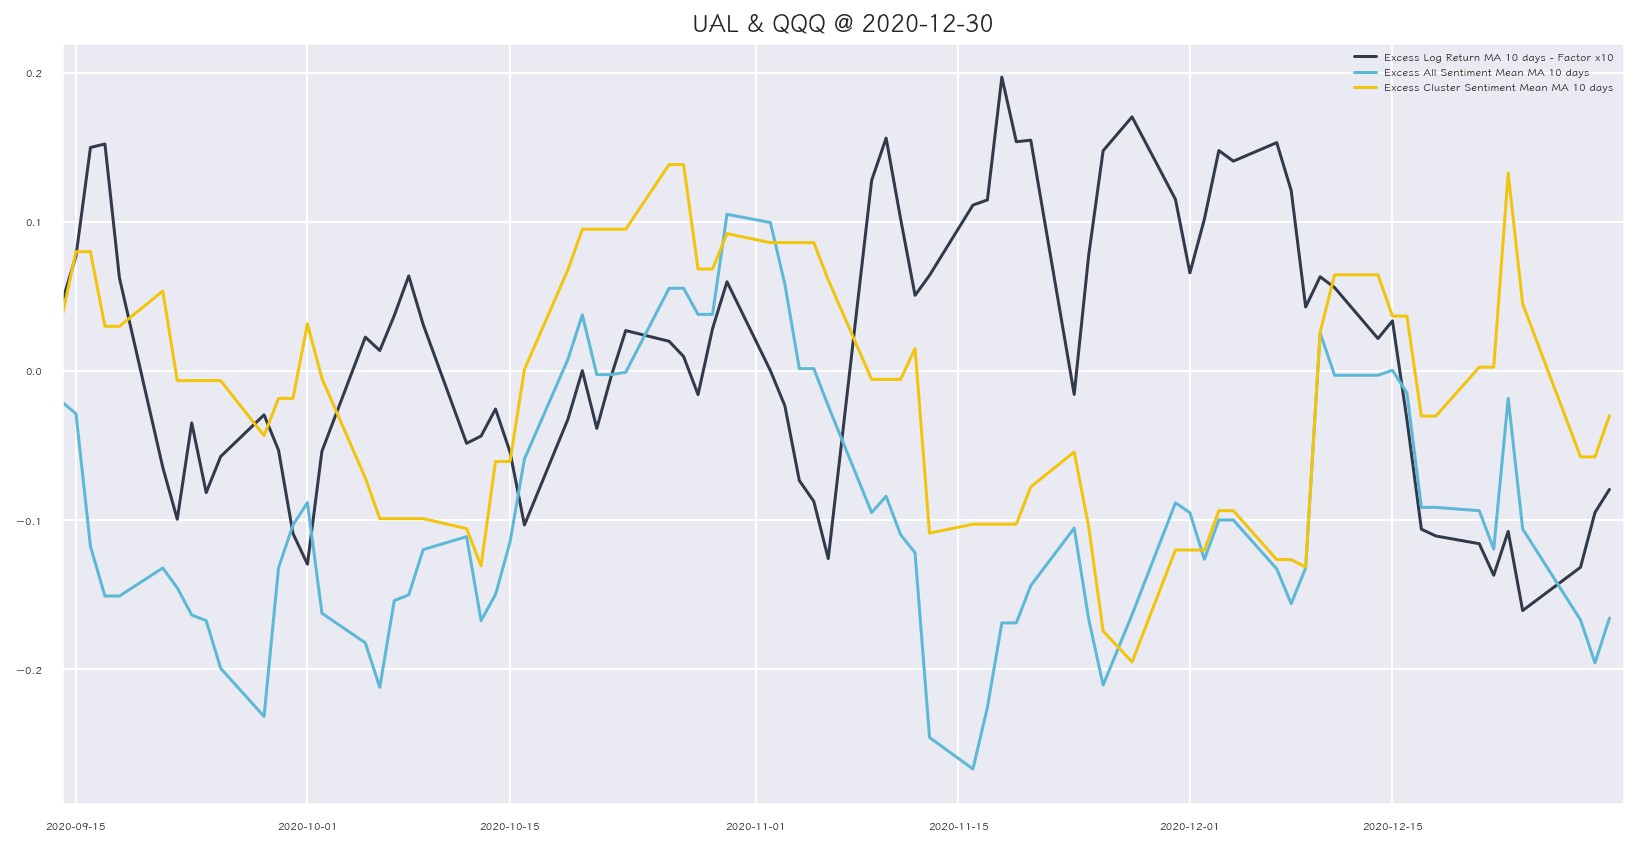 UAL & QQQ @ 2020-12-30
Excess Log Return MA 10 days - Factor x10
Excess All Sentiment Mean MA 10 days
Excess Cluster Sentiment Mean MA 10 days
0.2
0.1
0.0
−0.1
−0.2
2020-09-15 2020-10-01 2020-10-15 2020-11-01 2020-11-15 2020-12-01 2020-12-15